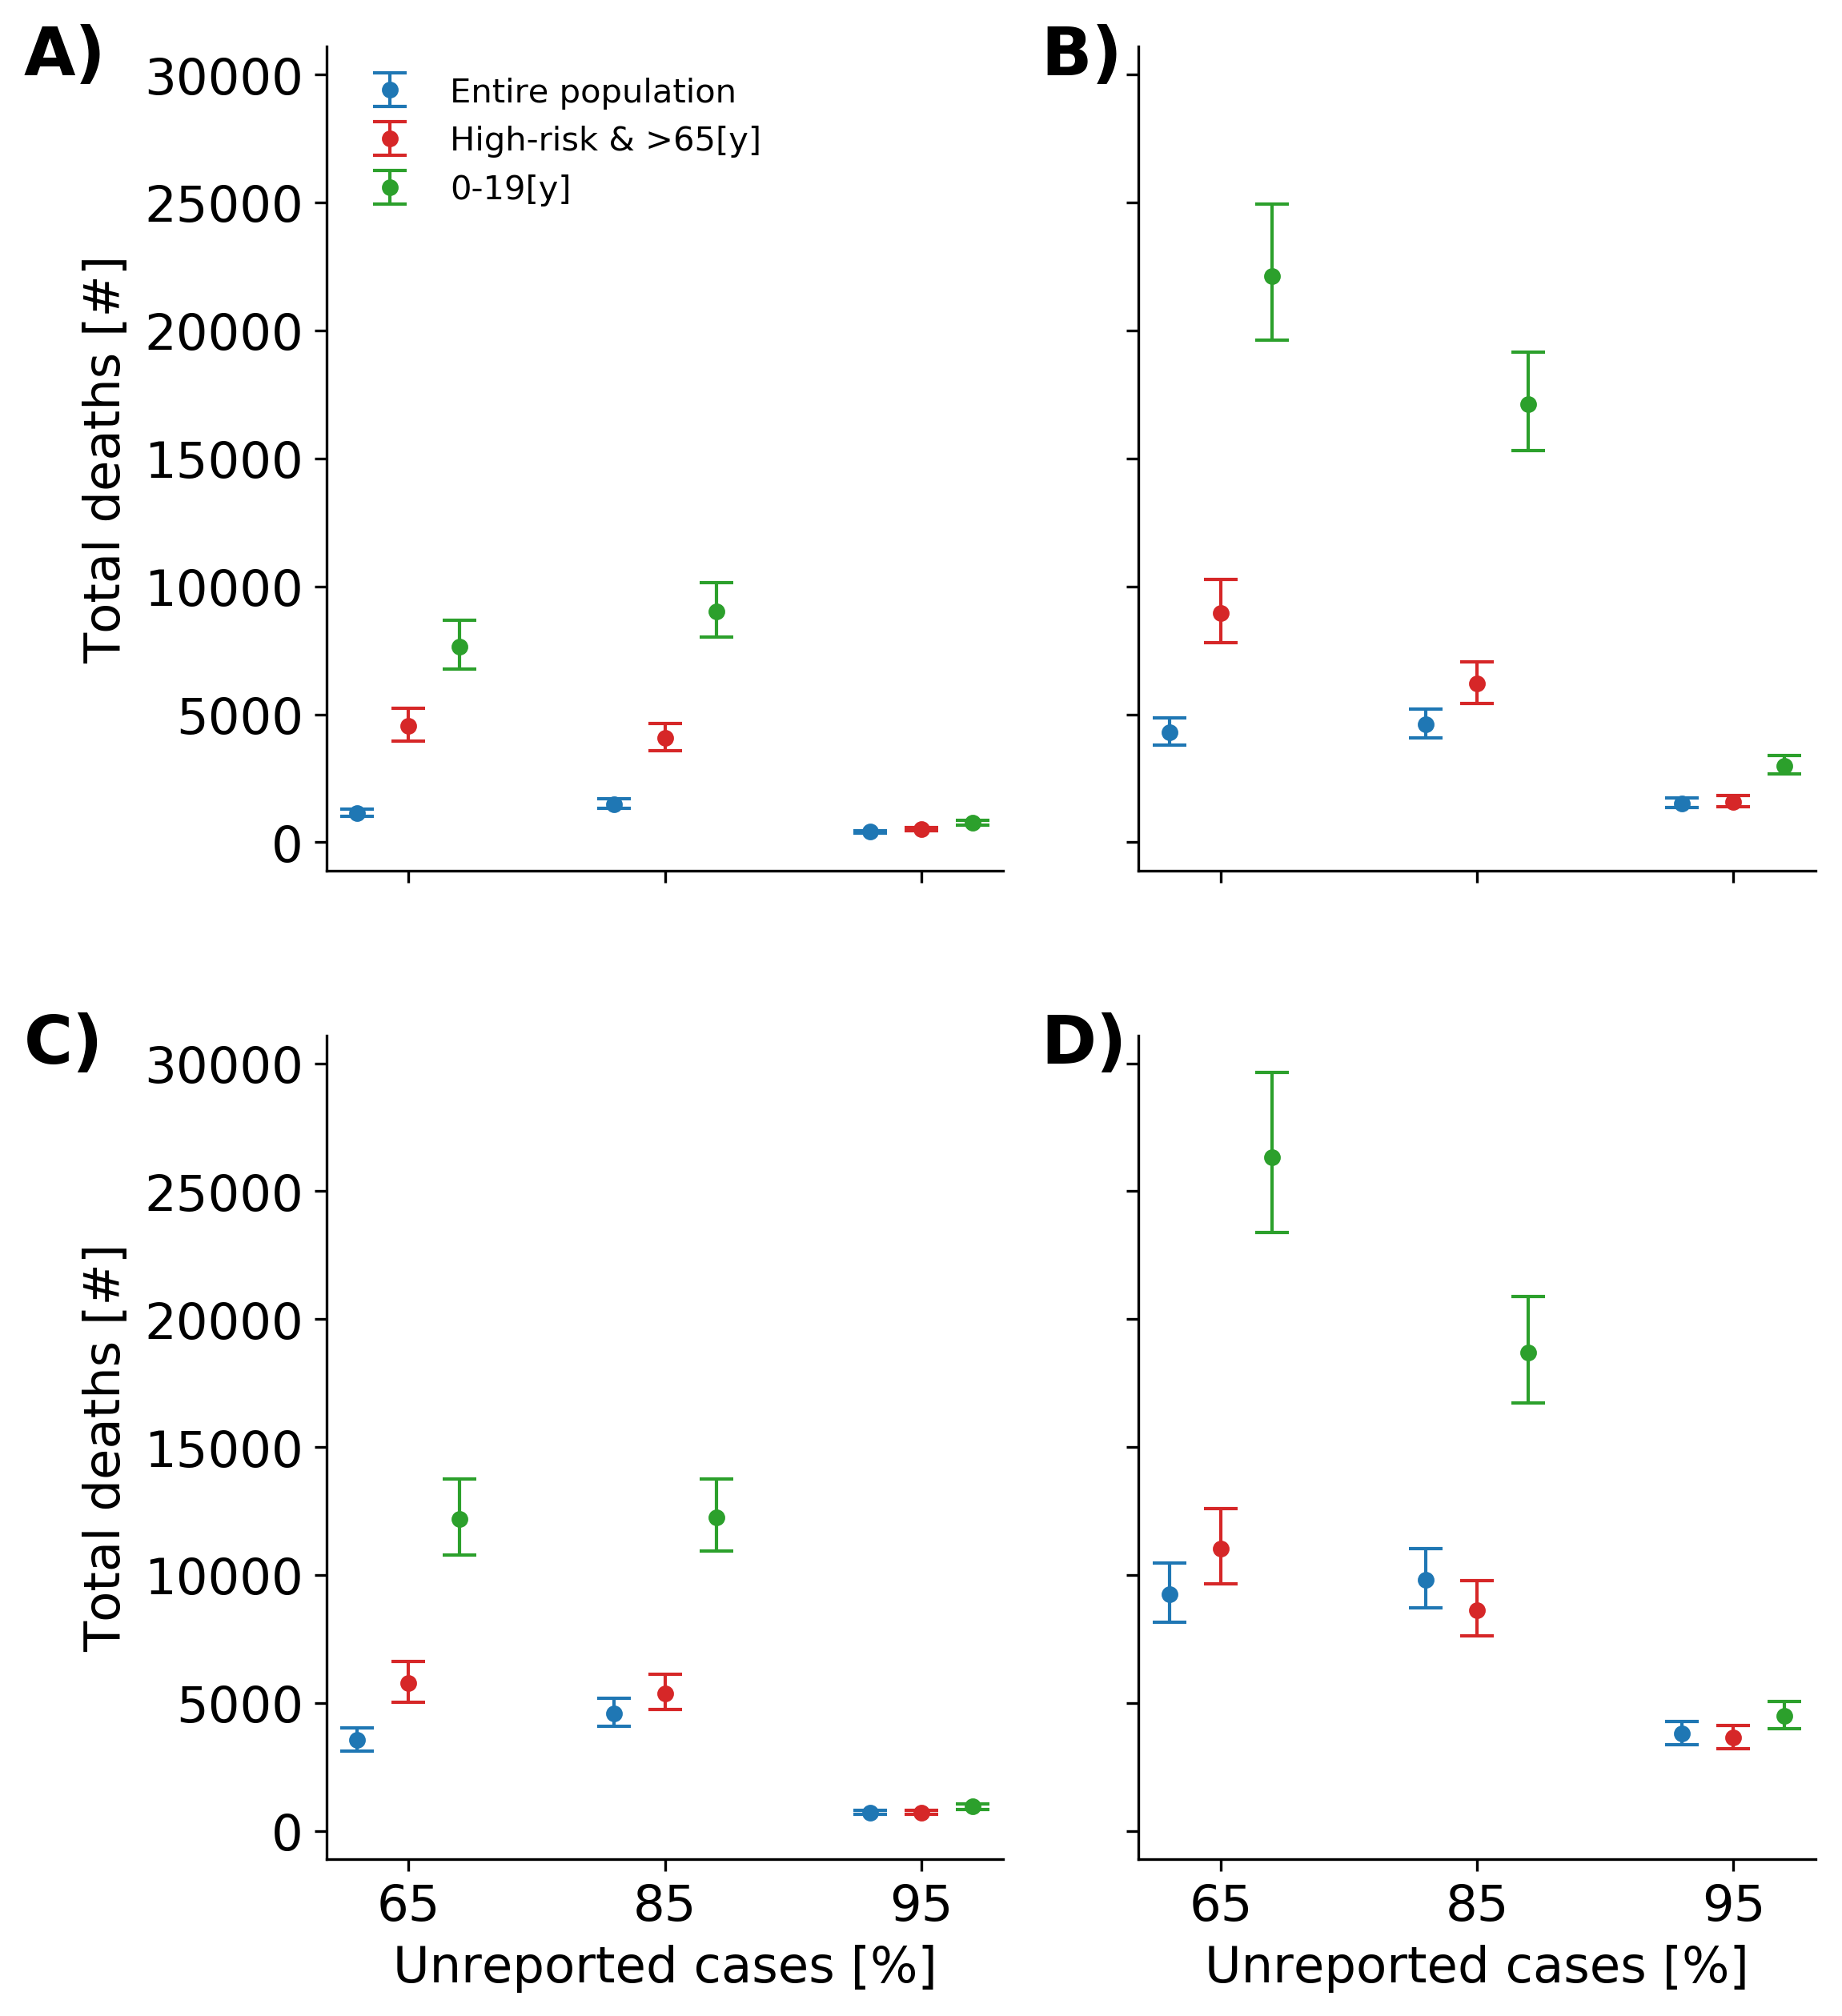 A)
B)
30000
25000
20000
15000
10000
5000
0
Total deaths [#]
Entire population
High-risk & >65[y]
0-19[y]
C)
D)
30000
25000
20000
15000
10000
5000
0
Total deaths [#]
65 85 95
65 85 95
Unreported cases [%]
Unreported cases [%]